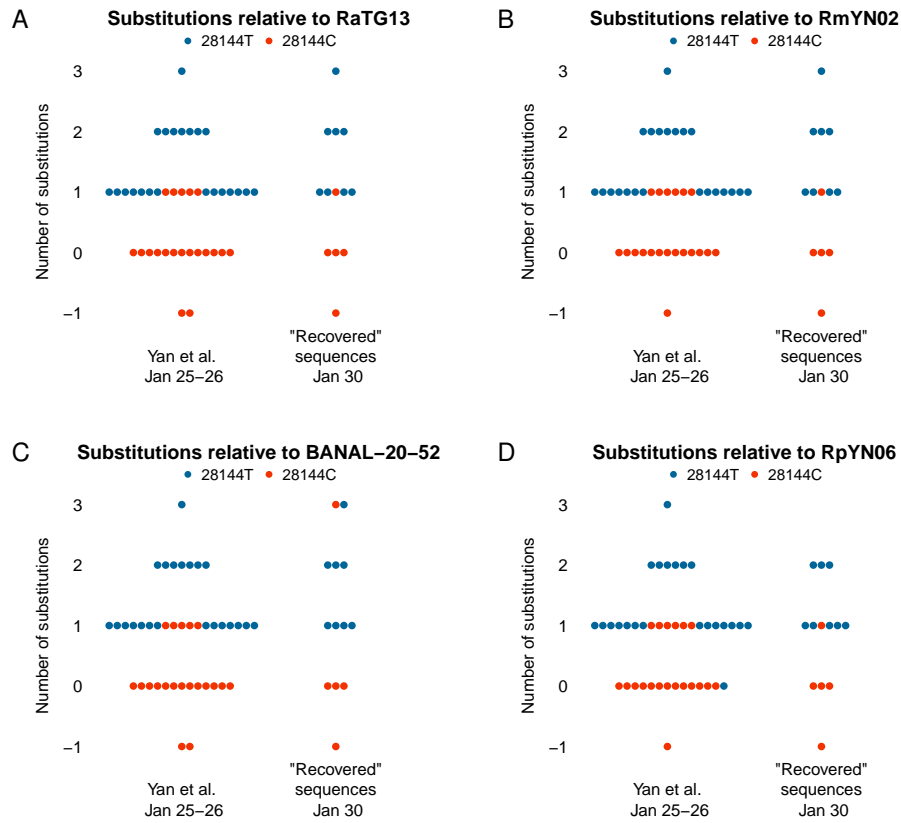 A
Substitutions relative to RaTG13
28144T 28144C
Number of substitutions
3
2
1
0
−1
Yan et al.
Jan 25−26
"Recovered"
sequences
Jan 30
B
Substitutions relative to RmYN02
28144T 28144C
Number of substitutions
3
2
1
0
−1
Yan et al.
Jan 25−26
"Recovered"
sequences
Jan 30
C
Substitutions relative to BANAL−20−52
28144T 28144C
Number of substitutions
3
2
1
0
−1
Yan et al.
Jan 25−26
"Recovered"
sequences
Jan 30
D
Substitutions relative to RpYN06
28144T 28144C
Number of substitutions
3
2
1
0
−1
Yan et al.
Jan 25−26
"Recovered"
sequences
Jan 30